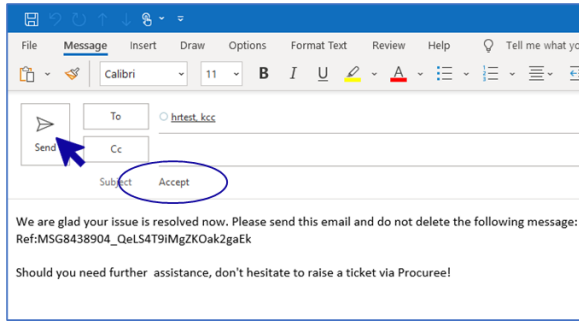 File Message Insert Draw Options Format Text Review Help Tell me what yo
Calibri 11 B I U A
To hrtest, kcc
Send
Cc
Subject Accept
We are glad your issue is resolved now. Please send this email and do not delete the following message:
Ref:MSG8438904_QeLS4T9iMgZKOak2gaEk
Should you need further  assistance, don't hesitate to raise a ticket via Procuree!